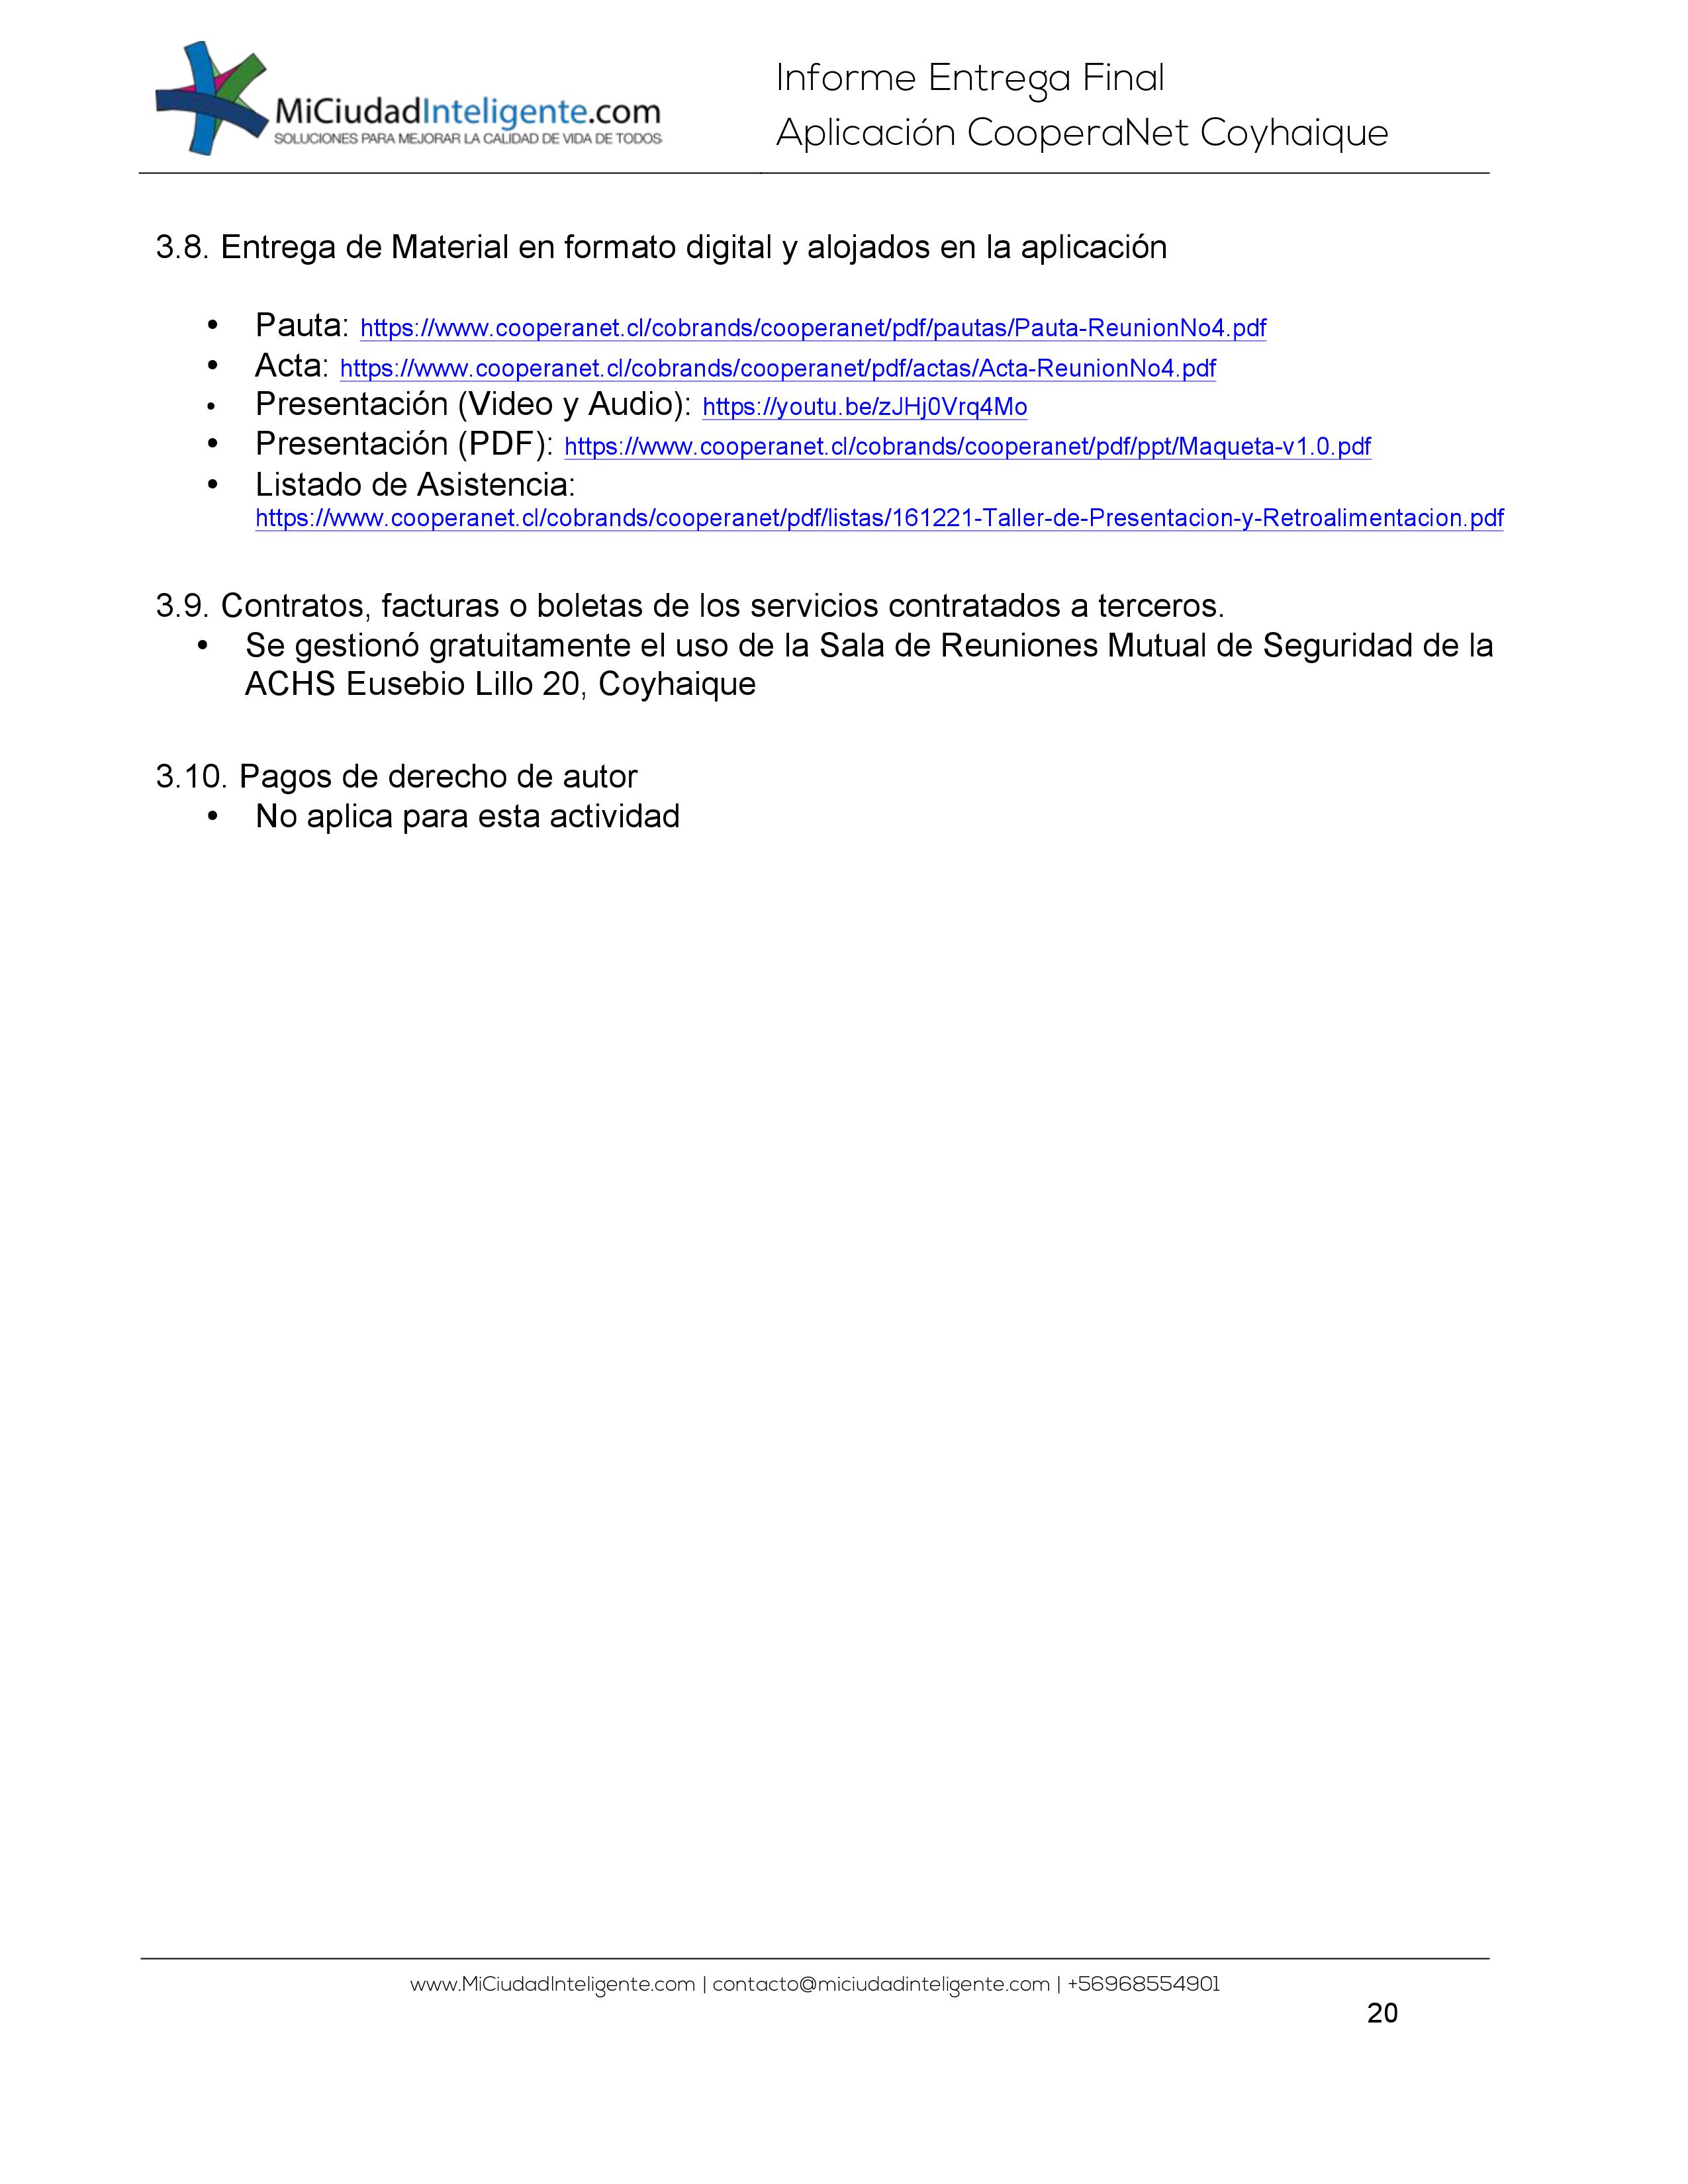 MiCiudadInteligente.com
SOLUCIONES PARA MEJORAR LA CALIDAD DE VIDA DE TODOS
Informe Entrega Final
Aplicación CooperaNet Coyhaique
3.8. Entrega de Material en formato digital y alojados en la aplicación
• Pauta: https://www.cooperanet.cl/cobrands/cooperanet/pdf/pautas/Pauta-ReunionNo4.pdf
• Acta: https://www.cooperanet.cl/cobrands/cooperanet/pdf/actas/Acta-ReunionNo4.pdf
• Presentación (Video y Audio): https://youtu.be/zJHj0Vrq4Mo
• Presentación (PDF): https://www.cooperanet.cl/cobrands/cooperanet/pdf/ppt/Maqueta-v1.0.pdf
• Listado de Asistencia:
https://www.cooperanet.cl/cobrands/cooperanet/pdf/listas/161221-Taller-de-Presentacion-y-Retroalimentacion.pdf
3.9. Contratos, facturas o boletas de los servicios contratados a terceros.
• Se gestionó gratuitamente el uso de la Sala de Reuniones Mutual de Seguridad de la
ACHS Eusebio Lillo 20, Coyhaique
3.10. Pagos de derecho de autor
• No aplica para esta actividad
www.MiCiudadInteligente.com | contacto@miciudadinteligente.com | +56968554901
20